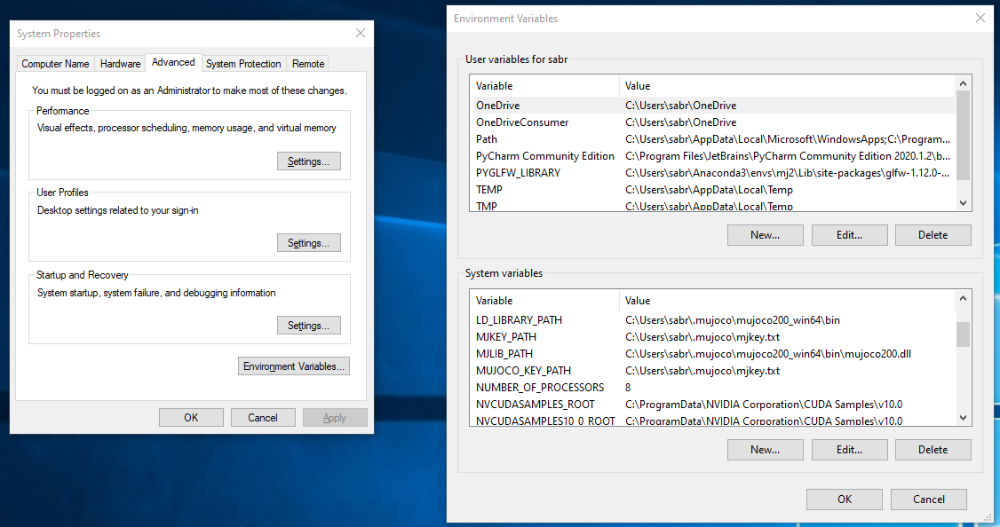 System Properties
Computer Name Hardware Advanced System Protection Remote
You must be logged on as an Administrator to make most of these changes.
Performance
Visual effects, processor scheduling, memory usage, and virtual memory
Settings...
User Profiles
Desktop settings related to your sign-in
Settings...
Startup and Recovery
System startup, system failure, and debugging information
Settings...
Environment Variables...
OK Cancel Apply
Environment Variables
User variables for sabr
Variable Value
OneDrive C:\Users\sabr\OneDrive
OneDriveConsumer C:\Users\sabr\OneDrive
Path C:\Users\sabr\AppData\Local\Microsoft\WindowsApps;C:\Program...
PyCharm Community Edition C:\Program Files\JetBrains\PyCharm Community Edition 2020.1.2\b...
PYGLFW_LIBRARY C:\Users\sabr\Anaconda3\envs\mj2\Lib\site-packages\glfw-1.12.0-...
TEMP C:\Users\sabr\AppData\Local\Temp
TMP C:\Users\sabr\AppData\Local\Temp
New... Edit... Delete
System variables
Variable Value
LD_LIBRARY_PATH C:\Users\sabr\.mujoco\mujoco200_win64\bin
MJKEY_PATH C:\Users\sabr\.mujoco\mjkey.txt
MJLIB_PATH C:\Users\sabr\.mujoco\mujoco200_win64\bin\mujoco200.dll
MUJOCO_KEY_PATH C:\Users\sabr\.mujoco\mjkey.txt
NUMBER_OF_PROCESSORS 8
NVCUDASAMPLES_ROOT C:\ProgramData\NVIDIA Corporation\CUDA Samples\v10.0
NVCUDASAMPLES10_0_ROOT C:\ProgramData\NVIDIA Corporation\CUDA Samples\v10.0
New... Edit... Delete
OK Cancel